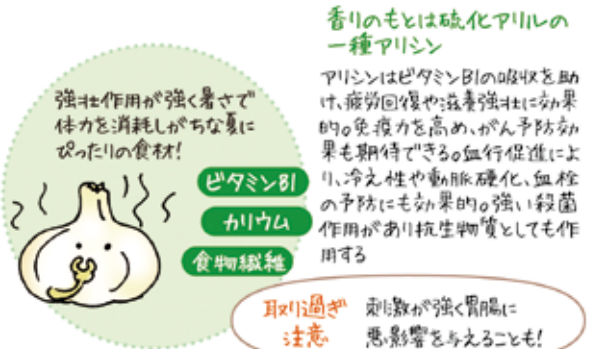 強壮作用が強く暑さで
体力を消耗しがちな夏に
ぴったりの食材!
ビタミンB1
カリウム
食物繊維
香りのもとは硫化アリルの
一種アリシン
アリシンはビタミンB1の吸収を助
け、疲労回復や滋養強壮に効果
的。免疫力を高め、がん予防効
果も期待できる。血行促進によ
り、冷え性や動脈硬化、血栓
の予防にも効果的。強い殺菌
作用があり抗生物質としても作
用する
取り過ぎ
注意
刺激が強く胃腸に
悪影響を与えることも!